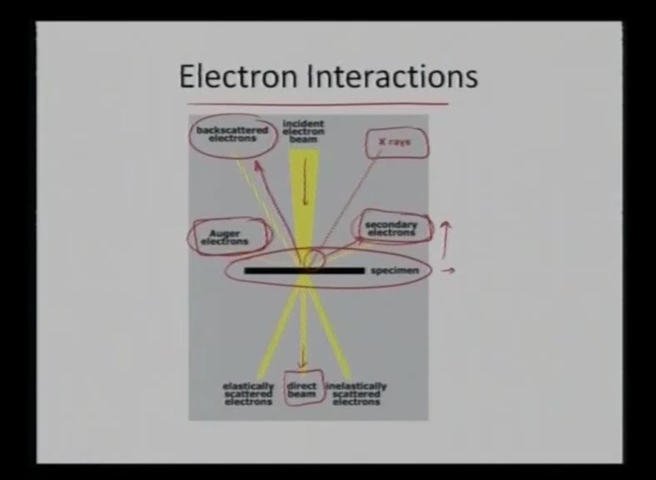 Electron Interactions
backscattered
electrons
incident
electron
beam
X rays
Auger
electrons
secondary
electrons
specimen
elastically
scattered
electrons
direct
beam
inelastically
scattered
electrons